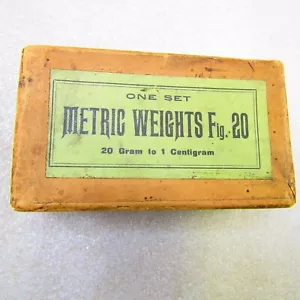 ONE SET
METRIC WEIGHTS Fig. 20
20 Gram to 1 Centigram